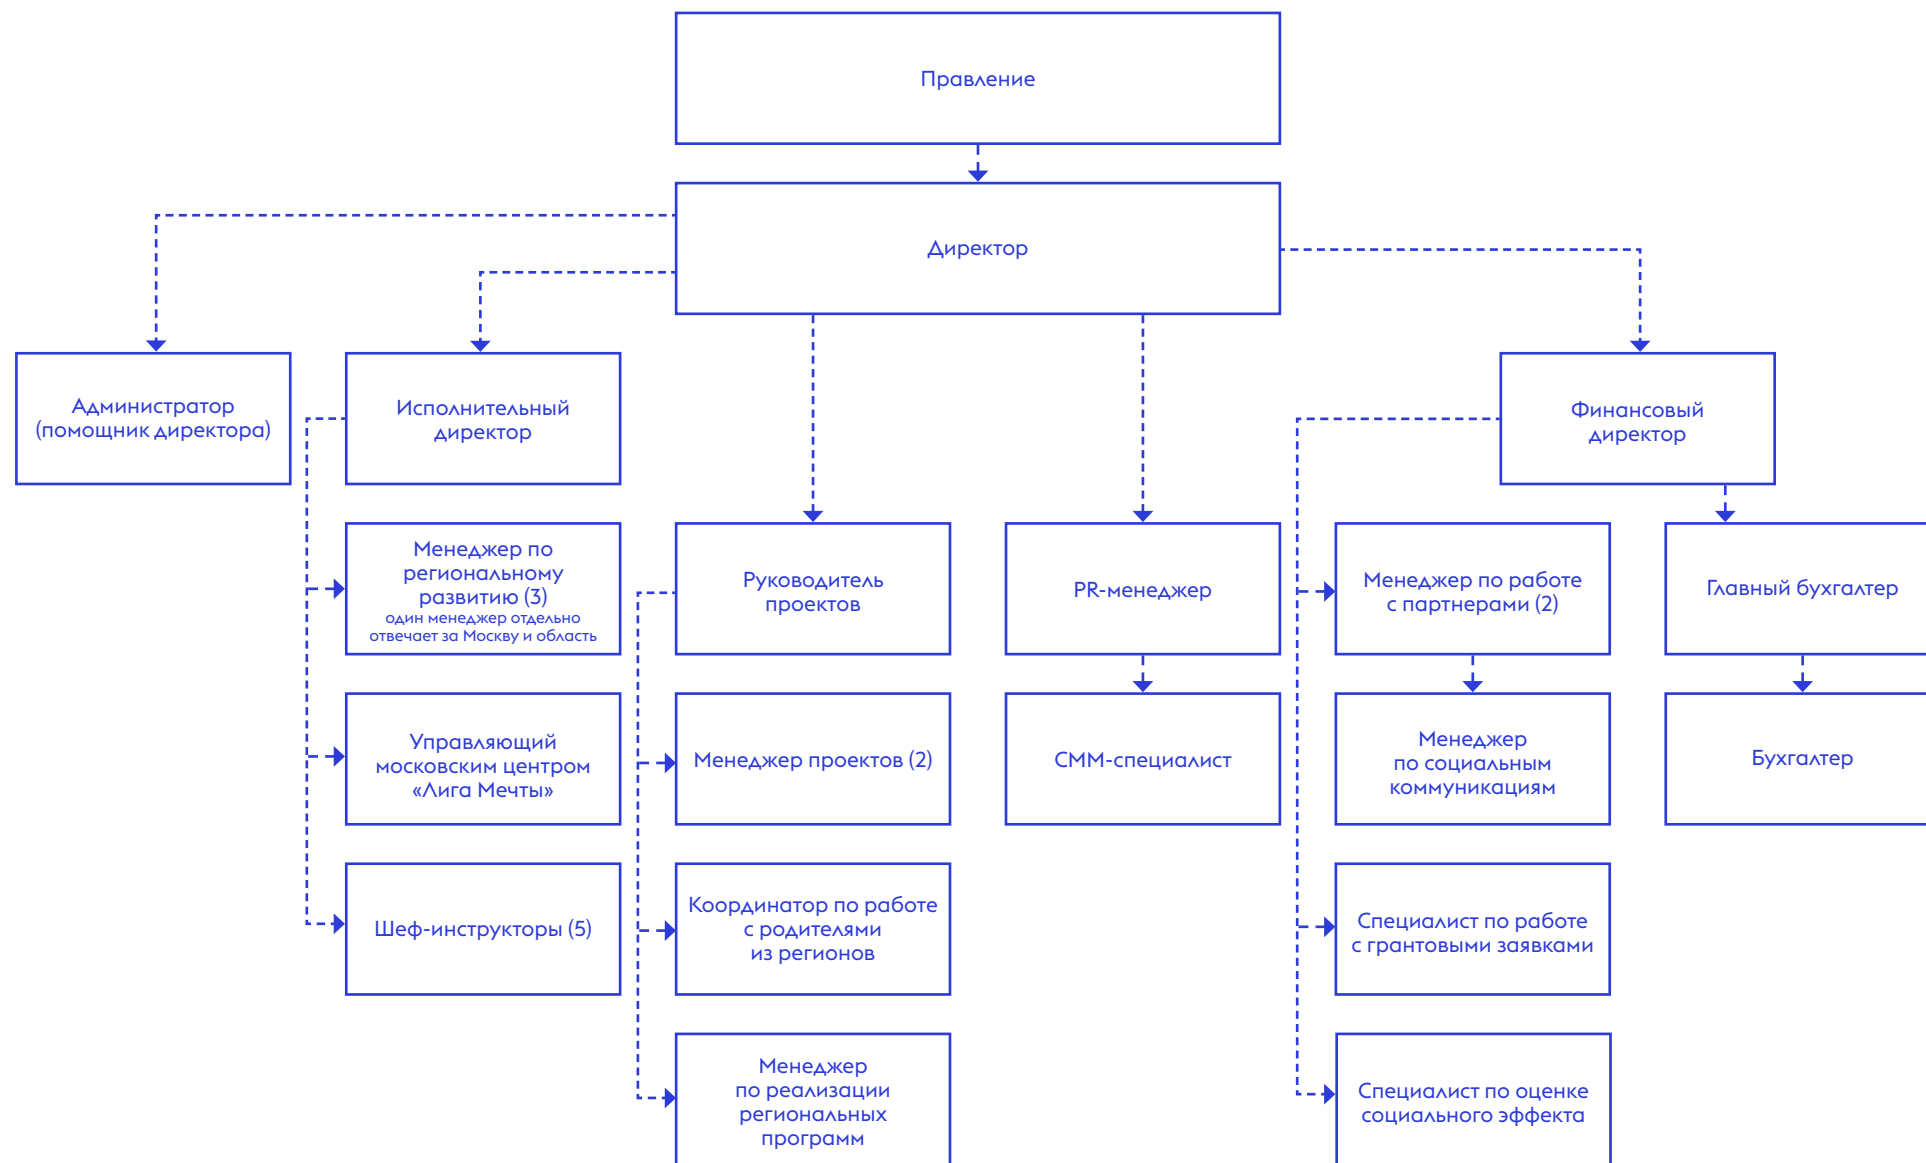 Правление
Директор
Администратор
(помощник директора)
Исполнительный
директор
Финансовый
директор
Менеджер по
региональному
развитию (3)
один менеджер отдельно
отвечает за Москву и область
Руководитель
проектов
PR-менеджер
Менеджер по работе
с партнерами (2)
Главный бухгалтер
Управляющий
московским центром
«Лига Мечты»
Менеджер проектов (2)
СММ-специалист
Менеджер
по социальным
коммуникациям
Бухгалтер
Шеф-инструкторы (5)
Координатор по работе
с родителями
из регионов
Специалист по работе
с грантовыми заявками
Менеджер
по реализации
региональных
программ
Специалист по оценке
социального эффекта